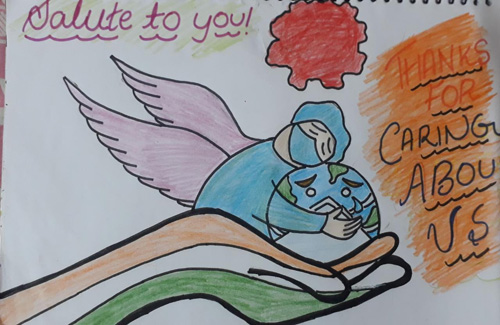 Salute to you!
THANKS
FOR
CARING
ABOU
US